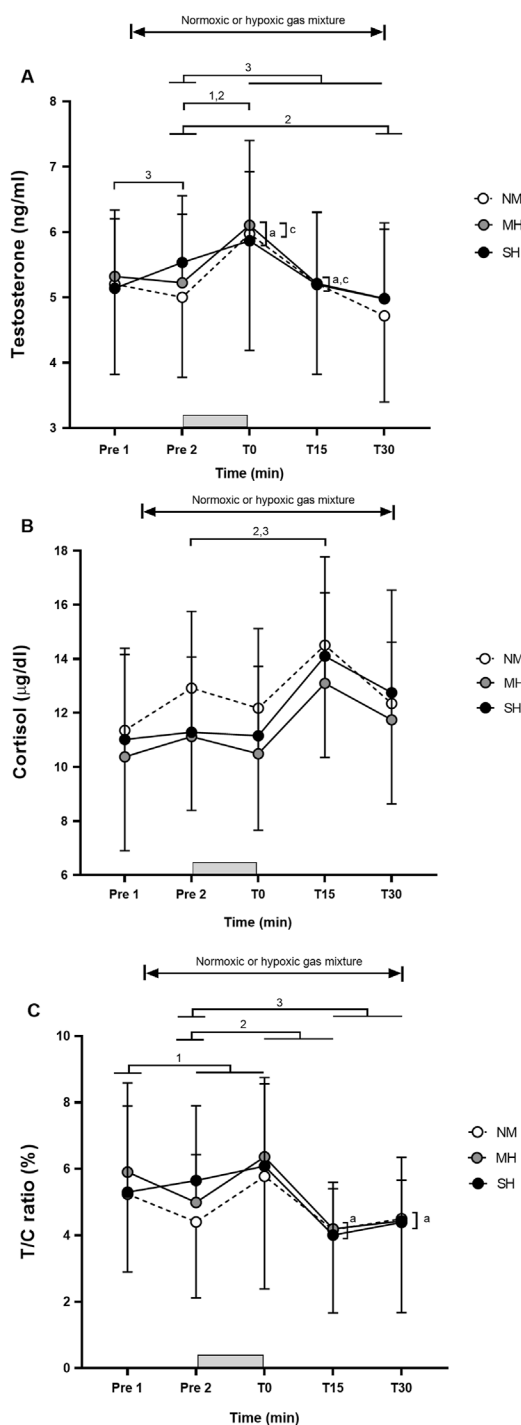 Normoxic or hypoxic gas mixture
A
3
1,2
2
3
a
c
a,c
8
7
6
5
4
3
Testosterone (ng/ml)
NM
MH
SH
Pre 1 Pre 2 T0 T15 T30
Time (min)
Normoxic or hypoxic gas mixture
B
2,3
18
16
14
12
10
8
6
Cortisol (µg/dl)
NM
MH
SH
Pre 1 Pre 2 T0 T15 T30
Time (min)
Normoxic or hypoxic gas mixture
C
3
2
1
a
a
10
8
6
4
2
0
T/C ratio (%)
NM
MH
SH
Pre 1 Pre 2 T0 T15 T30
Time (min)